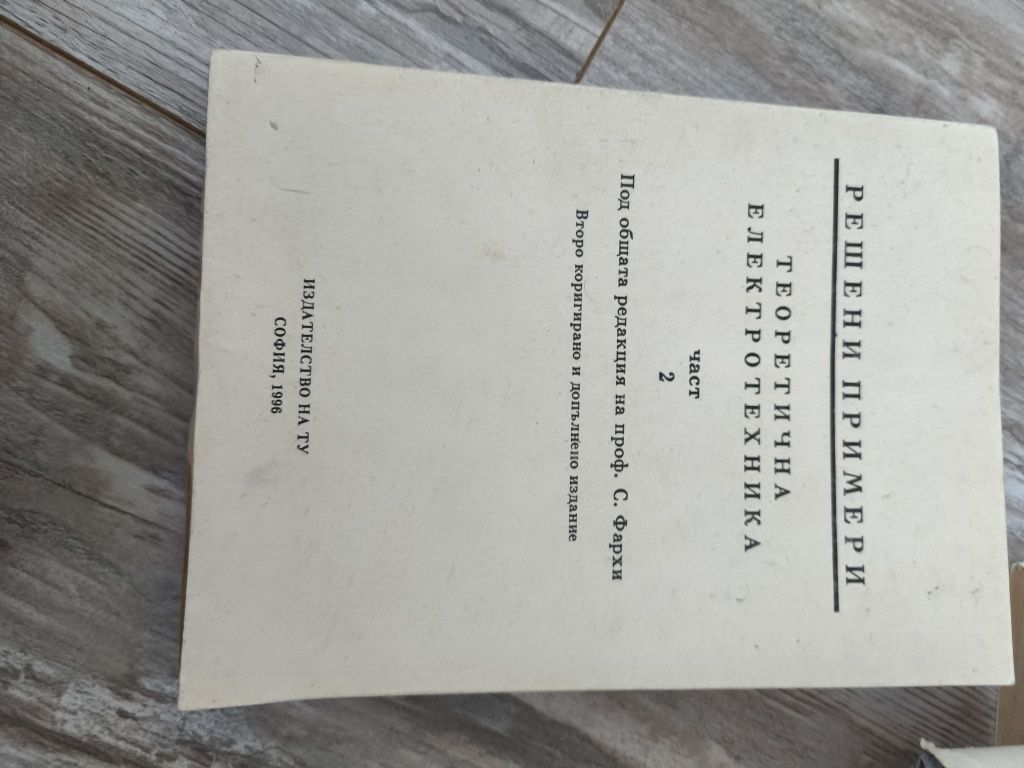 РЕШЕНИ ПРИМЕРИ
ТЕОРЕТИЧНА
ЕЛЕКТРОТЕХНИКА
част
2
Под общата редакция на проф. С. Фархи
Второ коригирано и допълнено издание
ИЗДАТЕЛСТВО НА ТУ
СОФИЯ, 1996